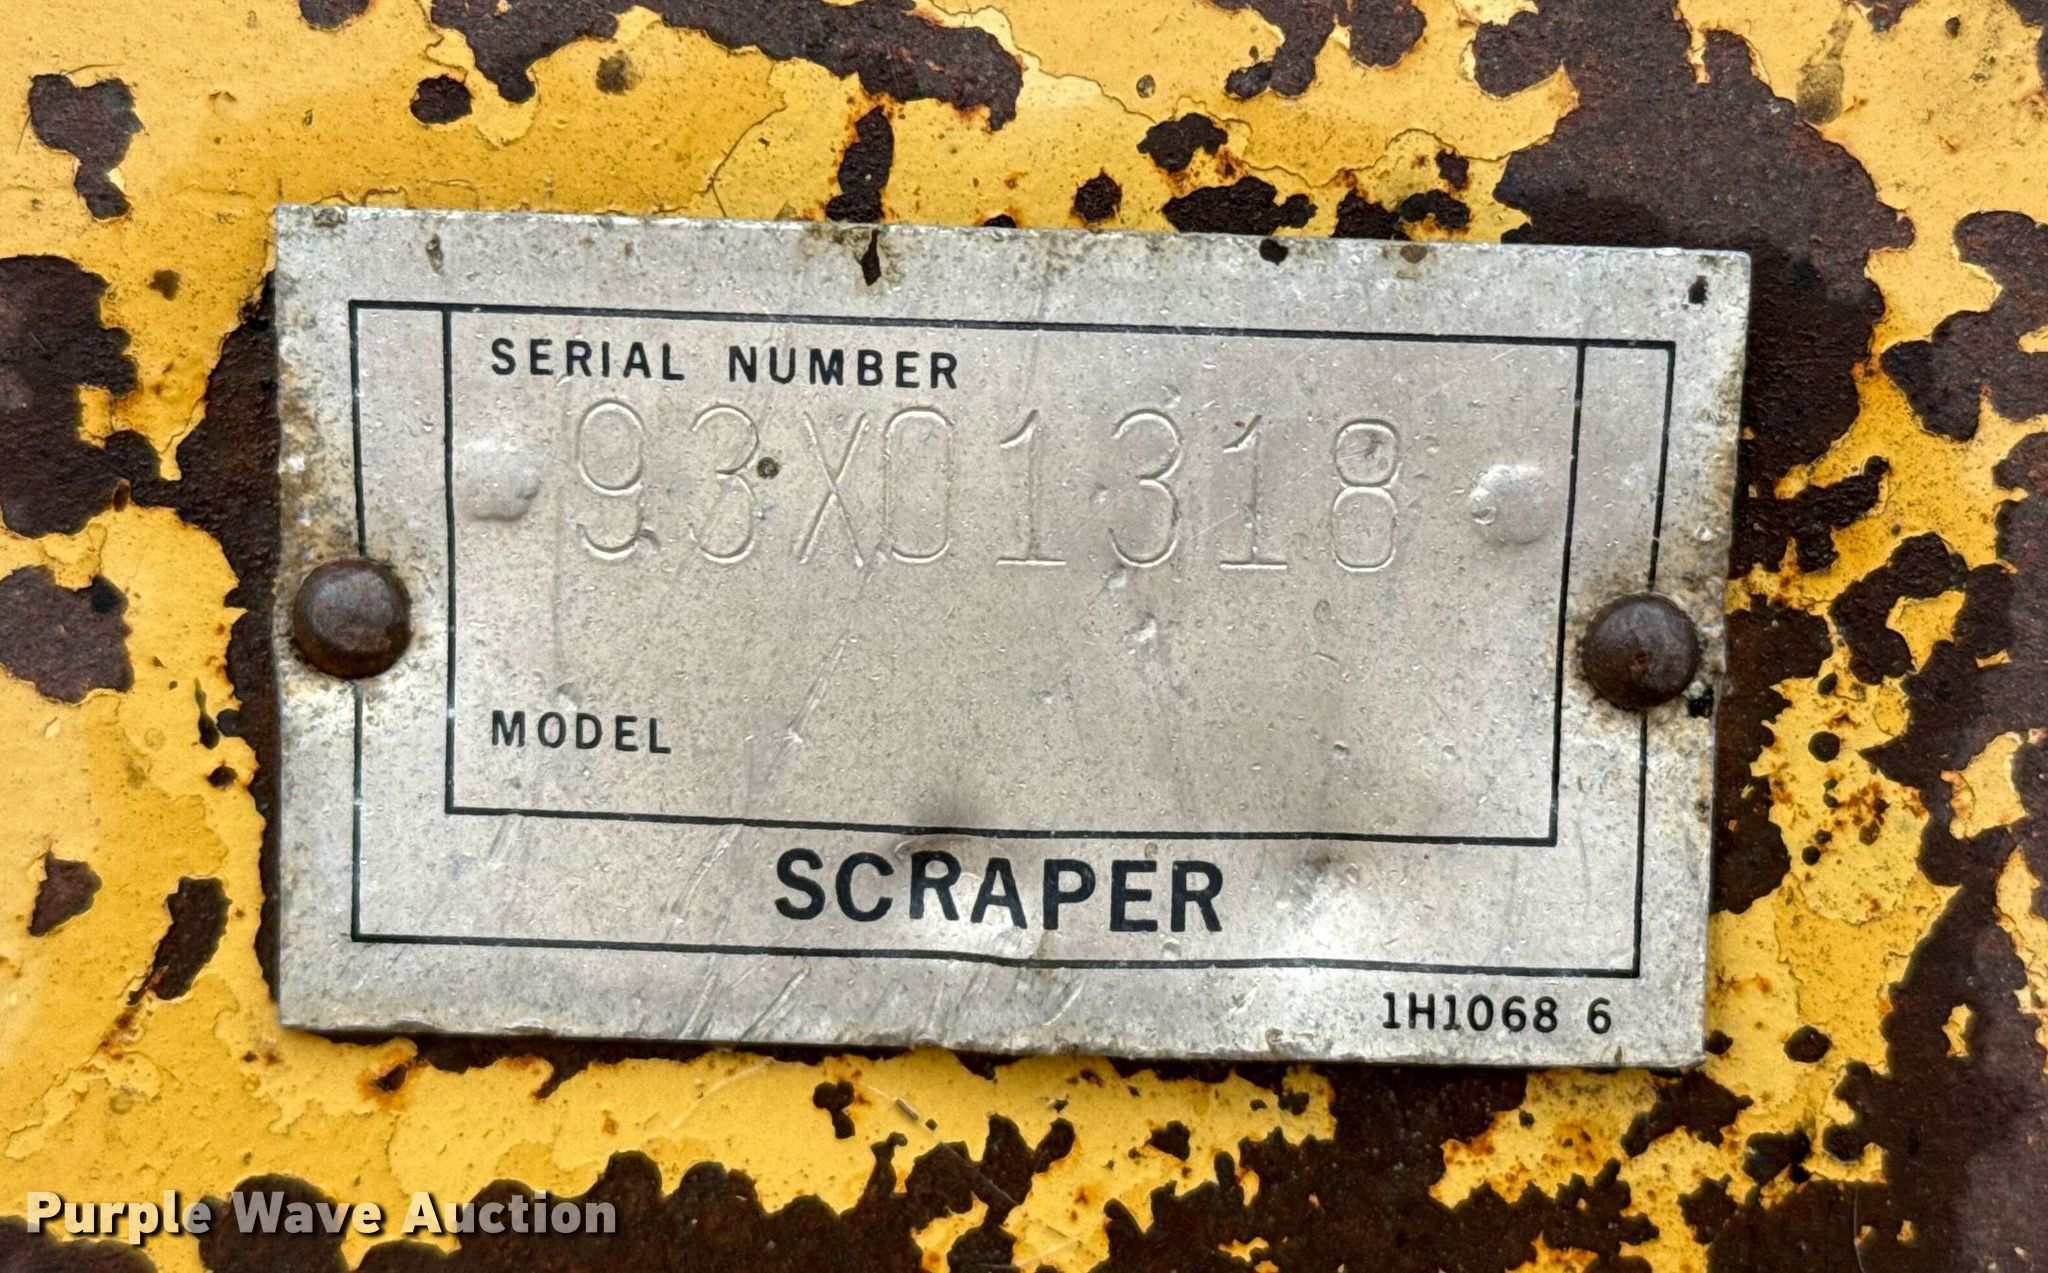 SERIAL NUMBER
93X01318
MODEL
SCRAPER
1H1068 6
Purple Wave Auction